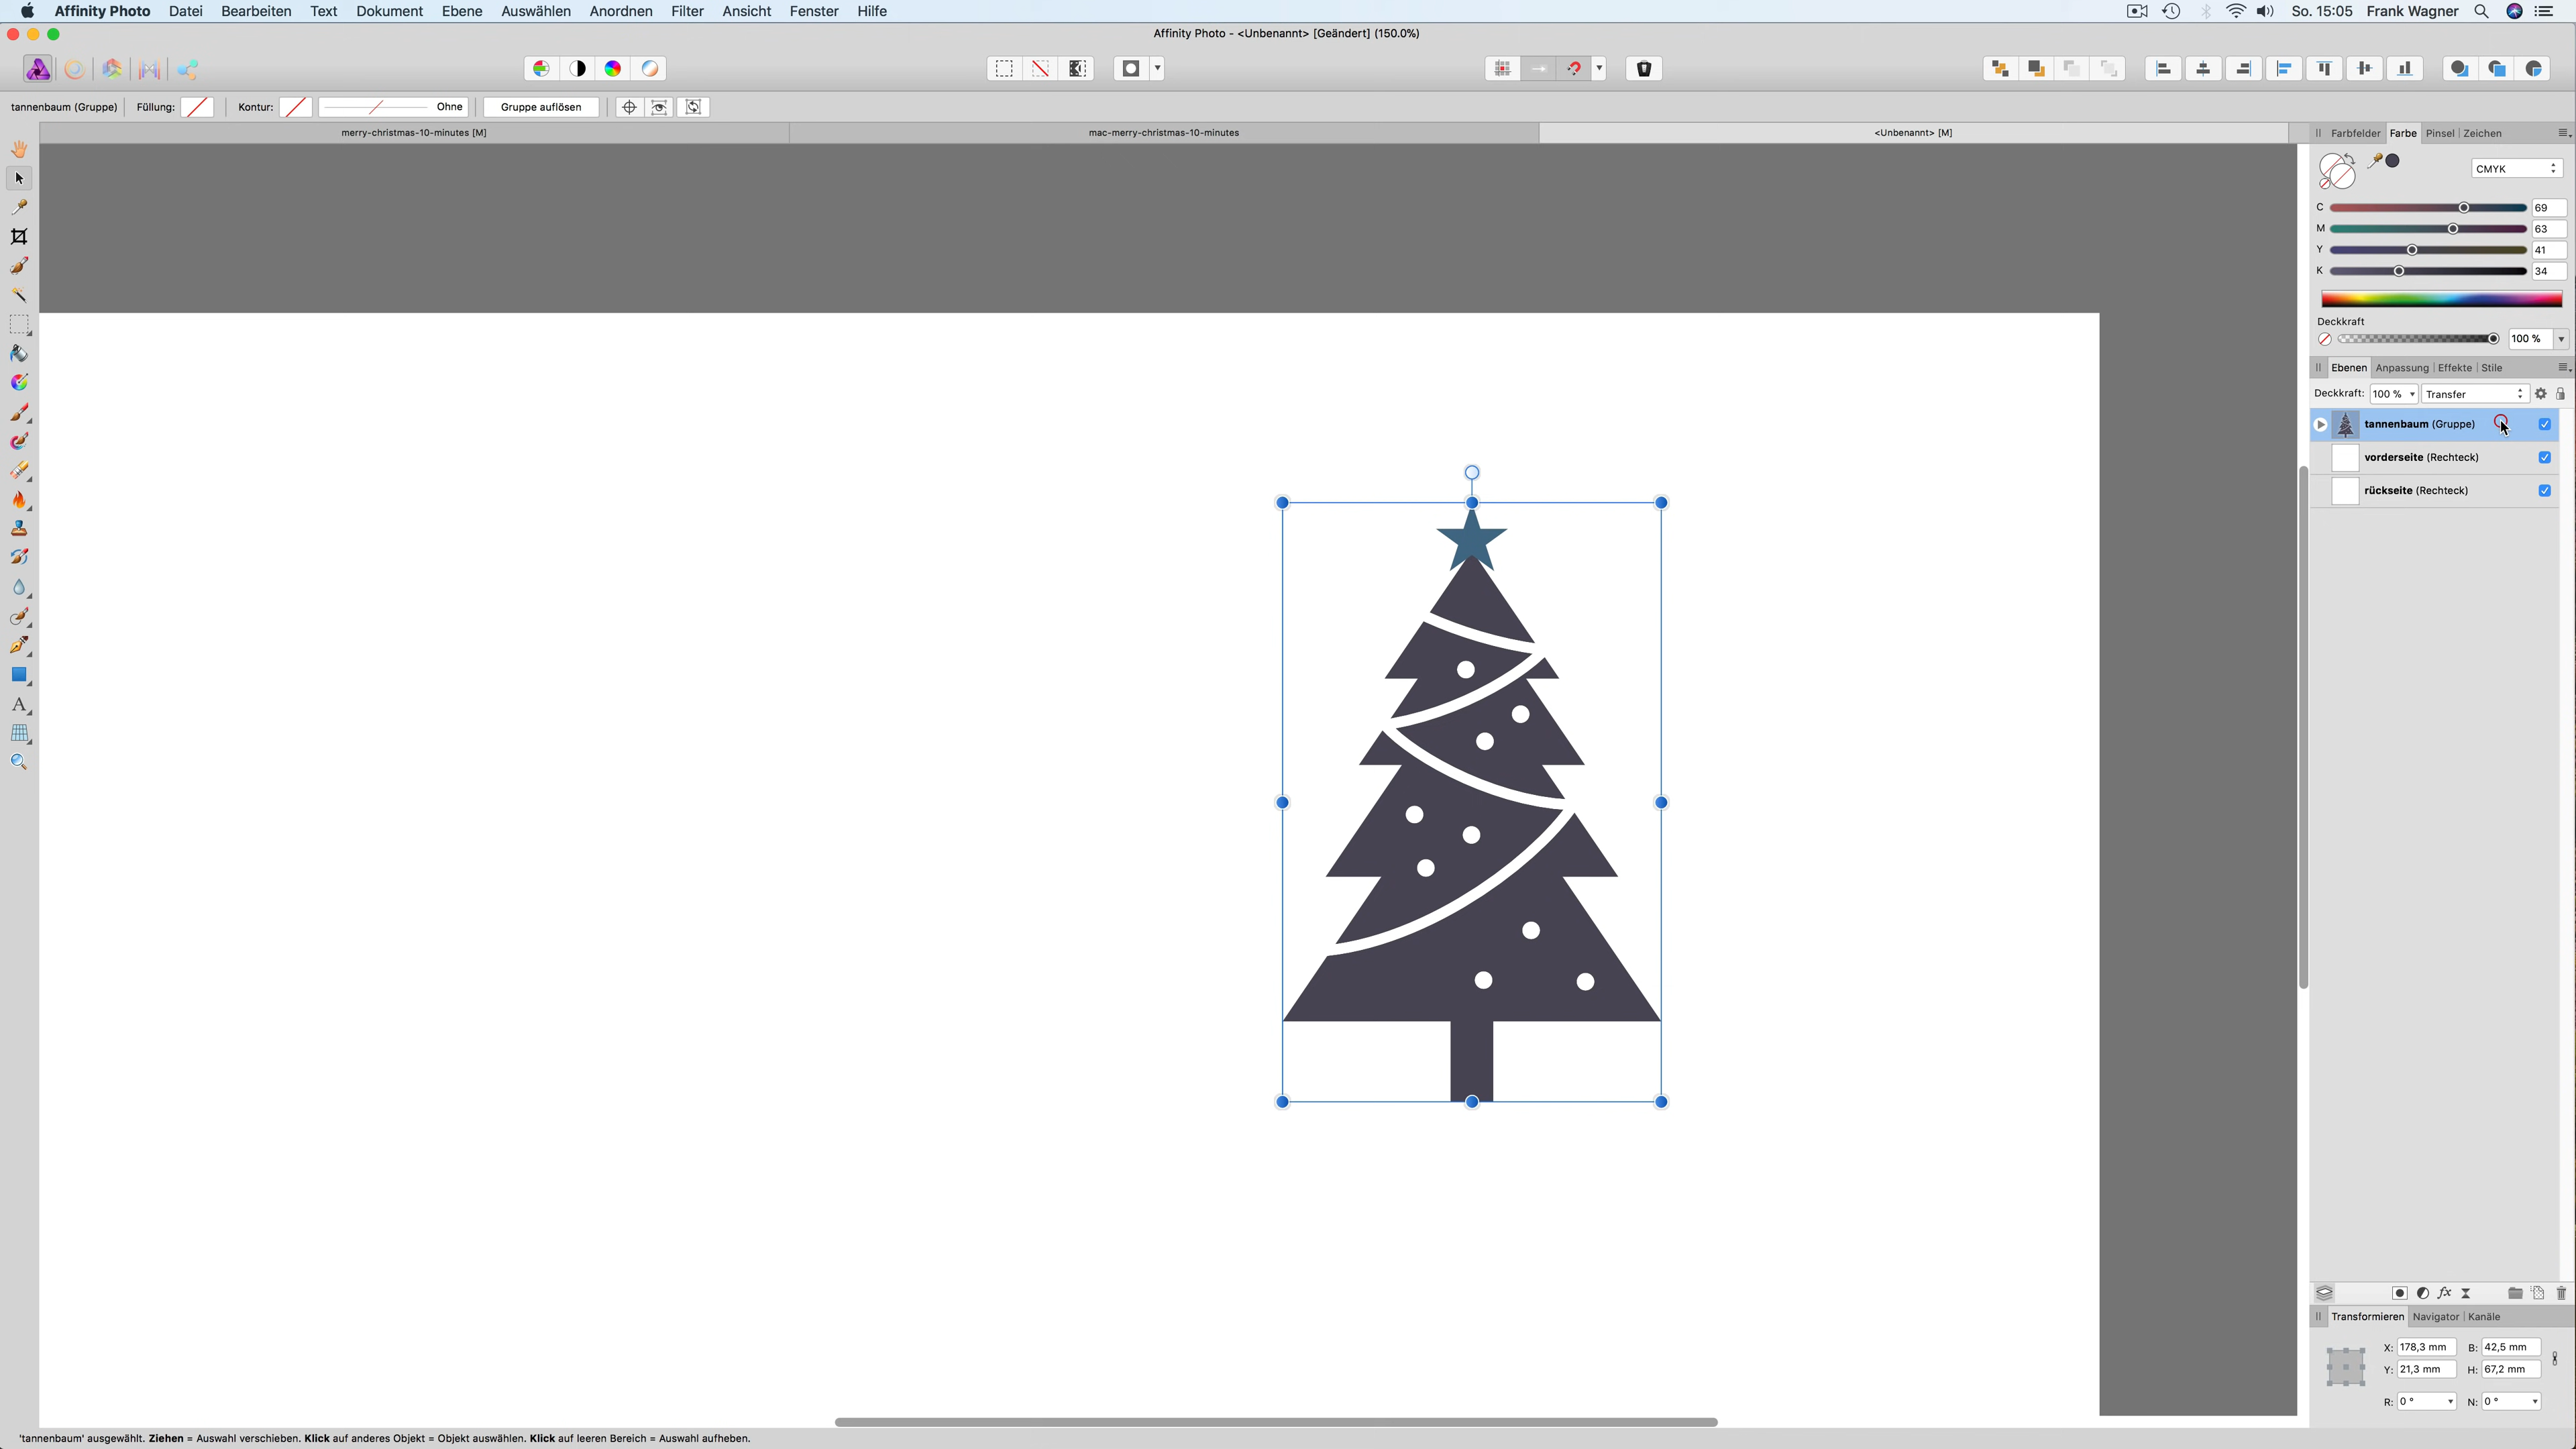 Affinity Photo Datei Bearbeiten Text Dokument Ebene Auswählen Anordnen Filter Ansicht Fenster Hilfe So. 15:05 Frank Wagner
Affinity Photo - <Unbenannt> [Geändert] (150.0%)
tannenbaum (Gruppe) Füllung: Kontur: Ohne Gruppe auflösen
merry-christmas-10-minutes [M] mac-merry-christmas-10-minutes <Unbenannt> [M]
Farbfelder Farbe Pinsel Zeichen
CMYK
C 69
M 63
Y 41
K 34
Deckkraft
100 %
Ebenen Anpassung Effekte Stile
Deckkraft: 100 % Transfer
tannenbaum (Gruppe)
vorderseite (Rechteck)
rückseite (Rechteck)
fx
Transformieren Navigator Kanäle
X: 178,3 mm B: 42,5 mm
Y: 21,3 mm H: 67,2 mm
R: 0 ° N: 0 °
'tannenbaum' ausgewählt. Ziehen = Auswahl verschieben. Klick auf anderes Objekt = Objekt auswählen. Klick auf leeren Bereich = Auswahl aufheben.